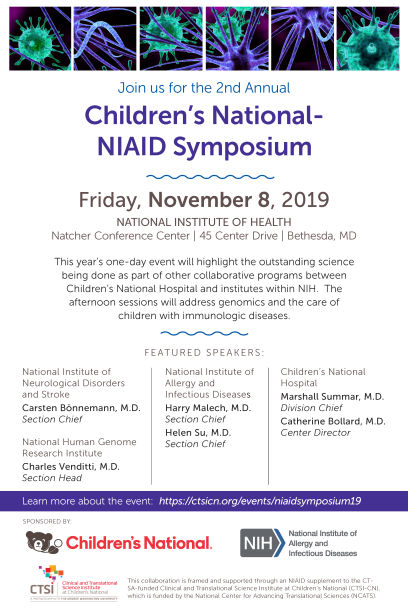 Join us for the 2nd Annual
Children's National-
NIAID Symposium
Friday, November 8, 2019
NATIONAL INSTITUTE OF HEALTH
Natcher Conference Center | 45 Center Drive | Bethesda, MD
This year's one-day event will highlight the outstanding science
being done as part of other collaborative programs between
Children's National Hospital and institutes within NIH. The
afternoon sessions will address genomics and the care of
children with immunologic diseases.
FEATURED SPEAKERS:
National Institute of
Neurological Disorders
and Stroke
Carsten Bönnemann, M.D.
Section Chief
National Human Genome
Research Institute
Charles Venditti, M.D.
Section Head
National Institute of
Allergy and
Infectious Diseases
Harry Malech, M.D.
Section Chief
Helen Su, M.D.
Section Chief
Children's National
Hospital
Marshall Summar, M.D.
Division Chief
Catherine Bollard, M.D.
Center Director
Learn more about the event: https://ctsicn.org/events/niaidsymposium19
SPONSORED BY:
Children's National.
NIH
National Institute of
Allergy and
Infectious Diseases
CTSI
Clinical and Translational
Science Institute
at Children's National
This collaboration is framed and supported through an NIAID supplement to the CT-
SA-funded Clinical and Translational Science Institute at Children's National (CTSI-CN),
which is funded by the National Center for Advancing Translational Sciences (NCATS)